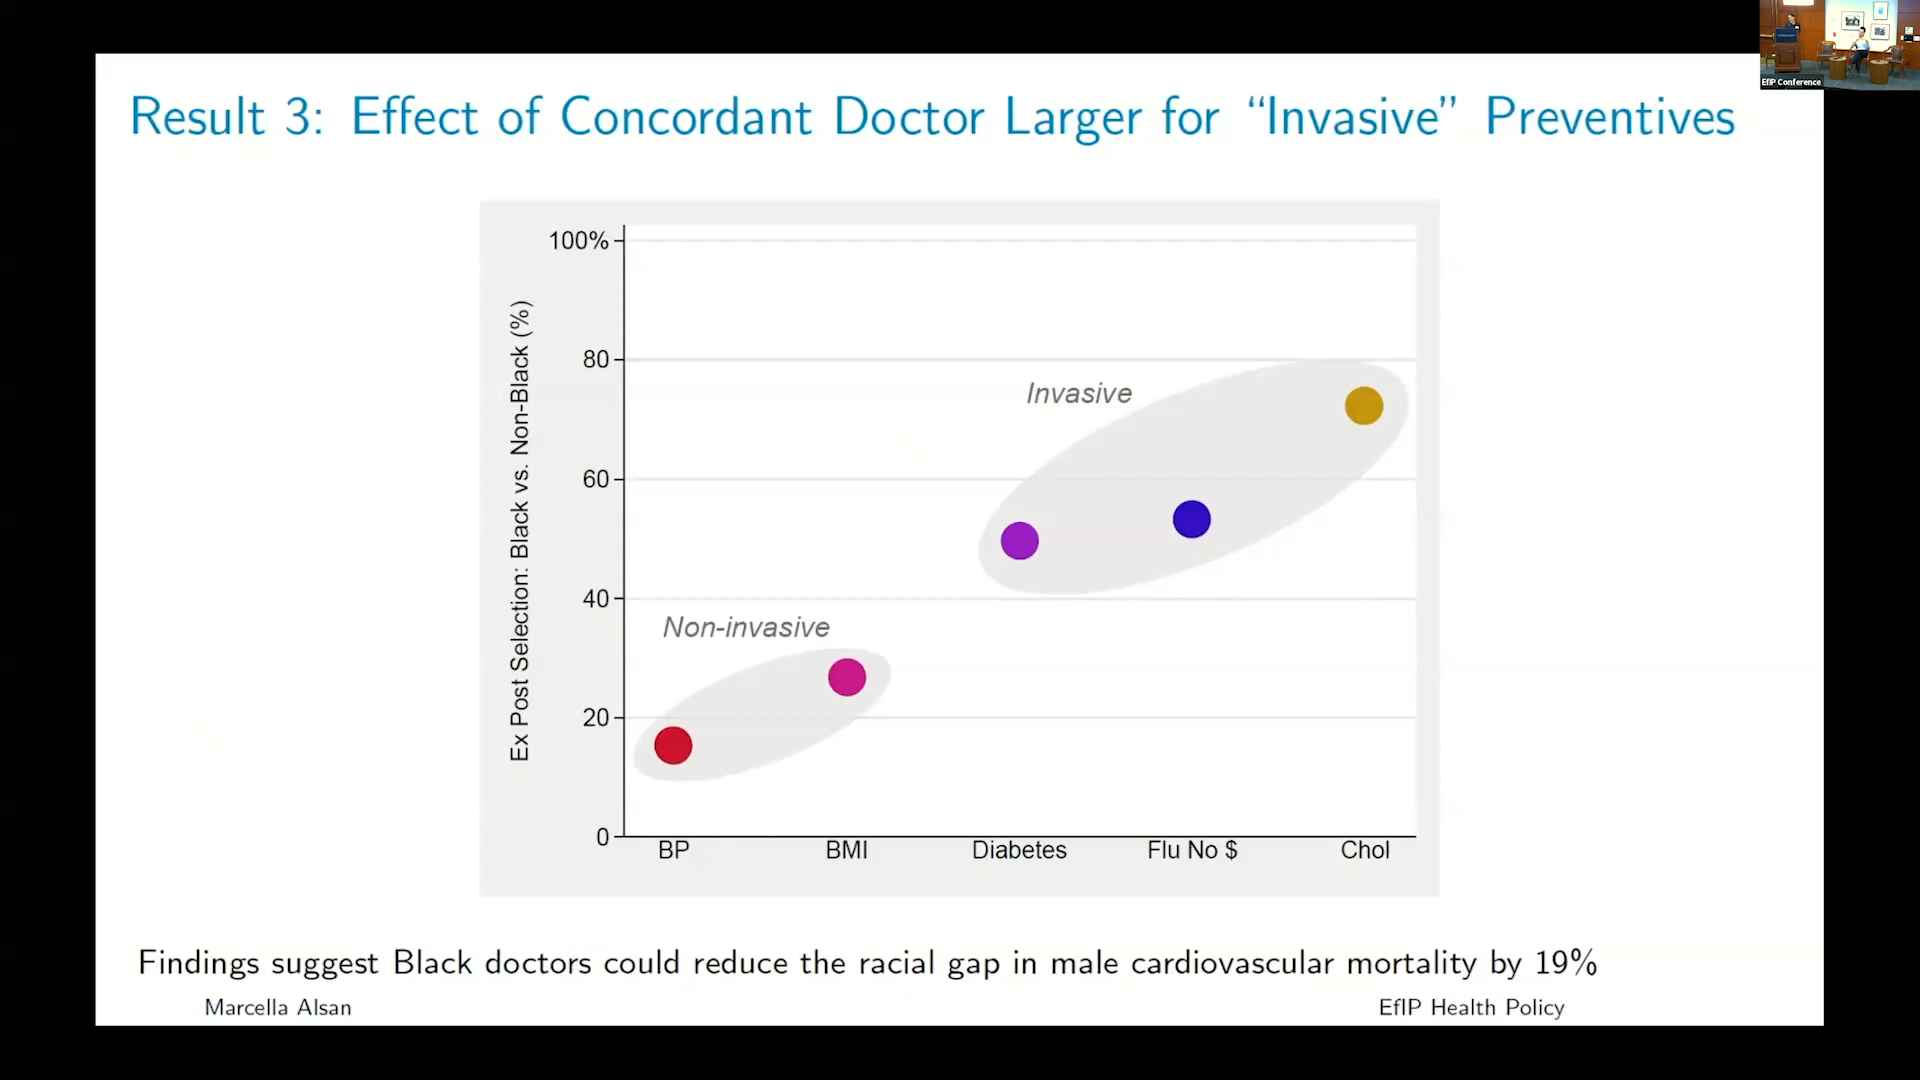 EfIP Conference
Result 3: Effect of Concordant Doctor Larger for “Invasive” Preventives
Ex Post Selection: Black vs. Non-Black (%)
100%
80
60
40
20
0
Invasive
Non-invasive
BP
BMI
Diabetes
Flu No $
Chol
Findings suggest Black doctors could reduce the racial gap in male cardiovascular mortality by 19%
Marcella Alsan
EfIP Health Policy